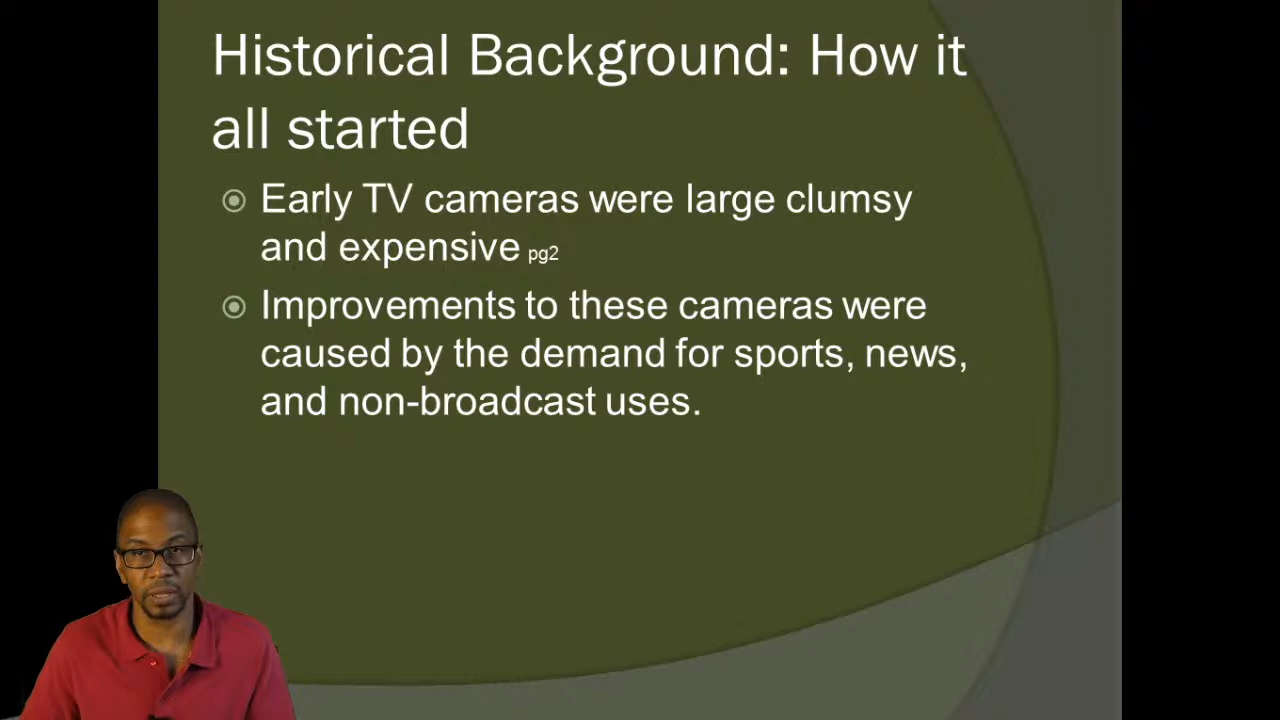 Historical Background: How it
all started
Early TV cameras were large clumsy
and expensive pg2
Improvements to these cameras were
caused by the demand for sports, news,
and non-broadcast uses.